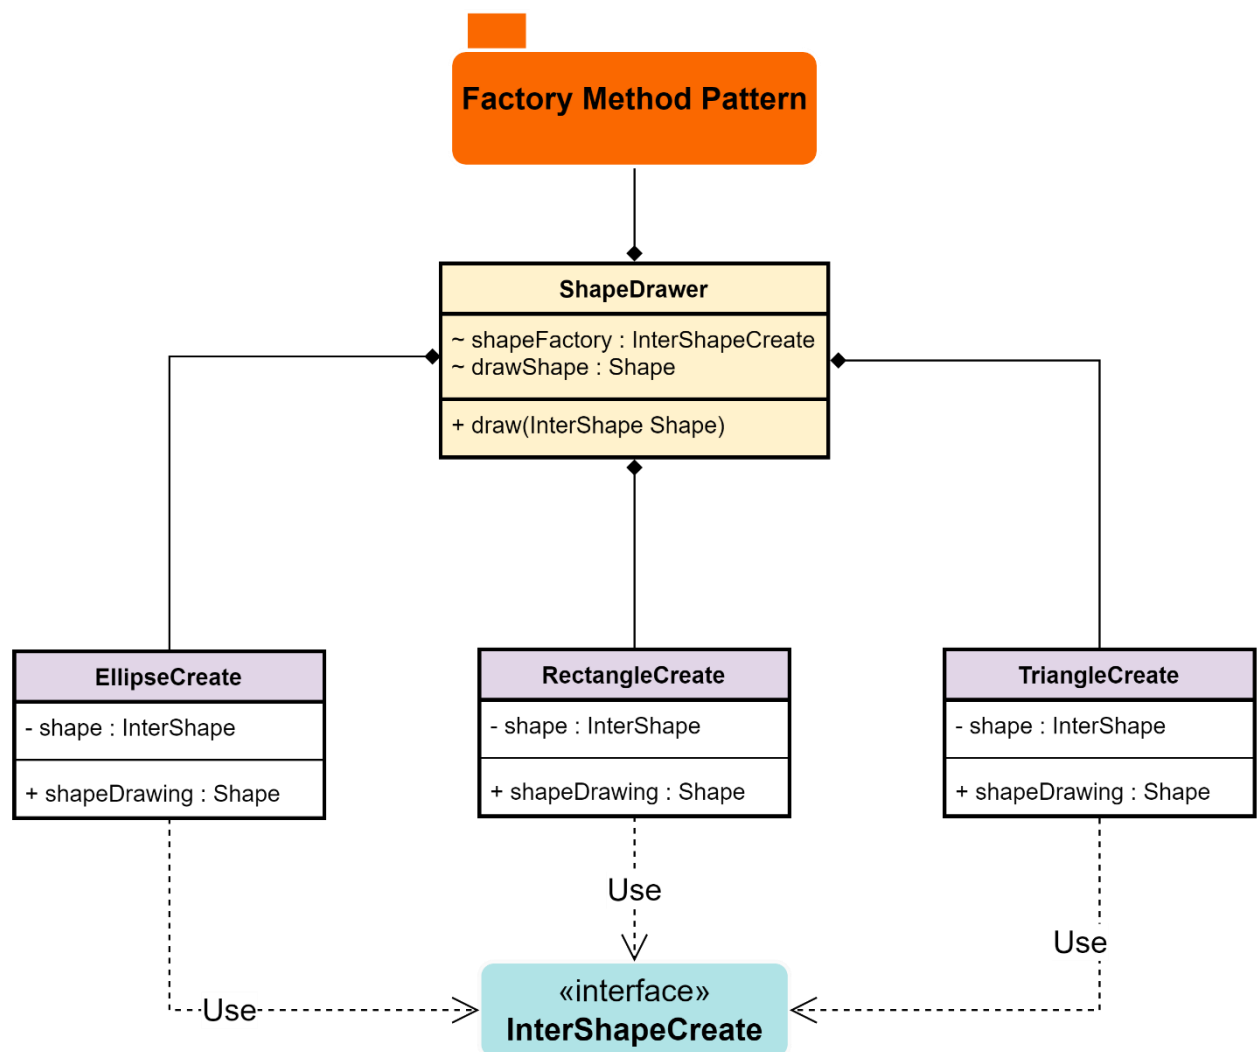 Factory Method Pattern
ShapeDrawer
~ shapeFactory : InterShapeCreate
~ drawShape : Shape
+ draw(InterShape Shape)
EllipseCreate
- shape : InterShape
+ shapeDrawing : Shape
RectangleCreate
- shape : InterShape
+ shapeDrawing : Shape
TriangleCreate
- shape : InterShape
+ shapeDrawing : Shape
Use
Use
Use
«interface»
InterShapeCreate